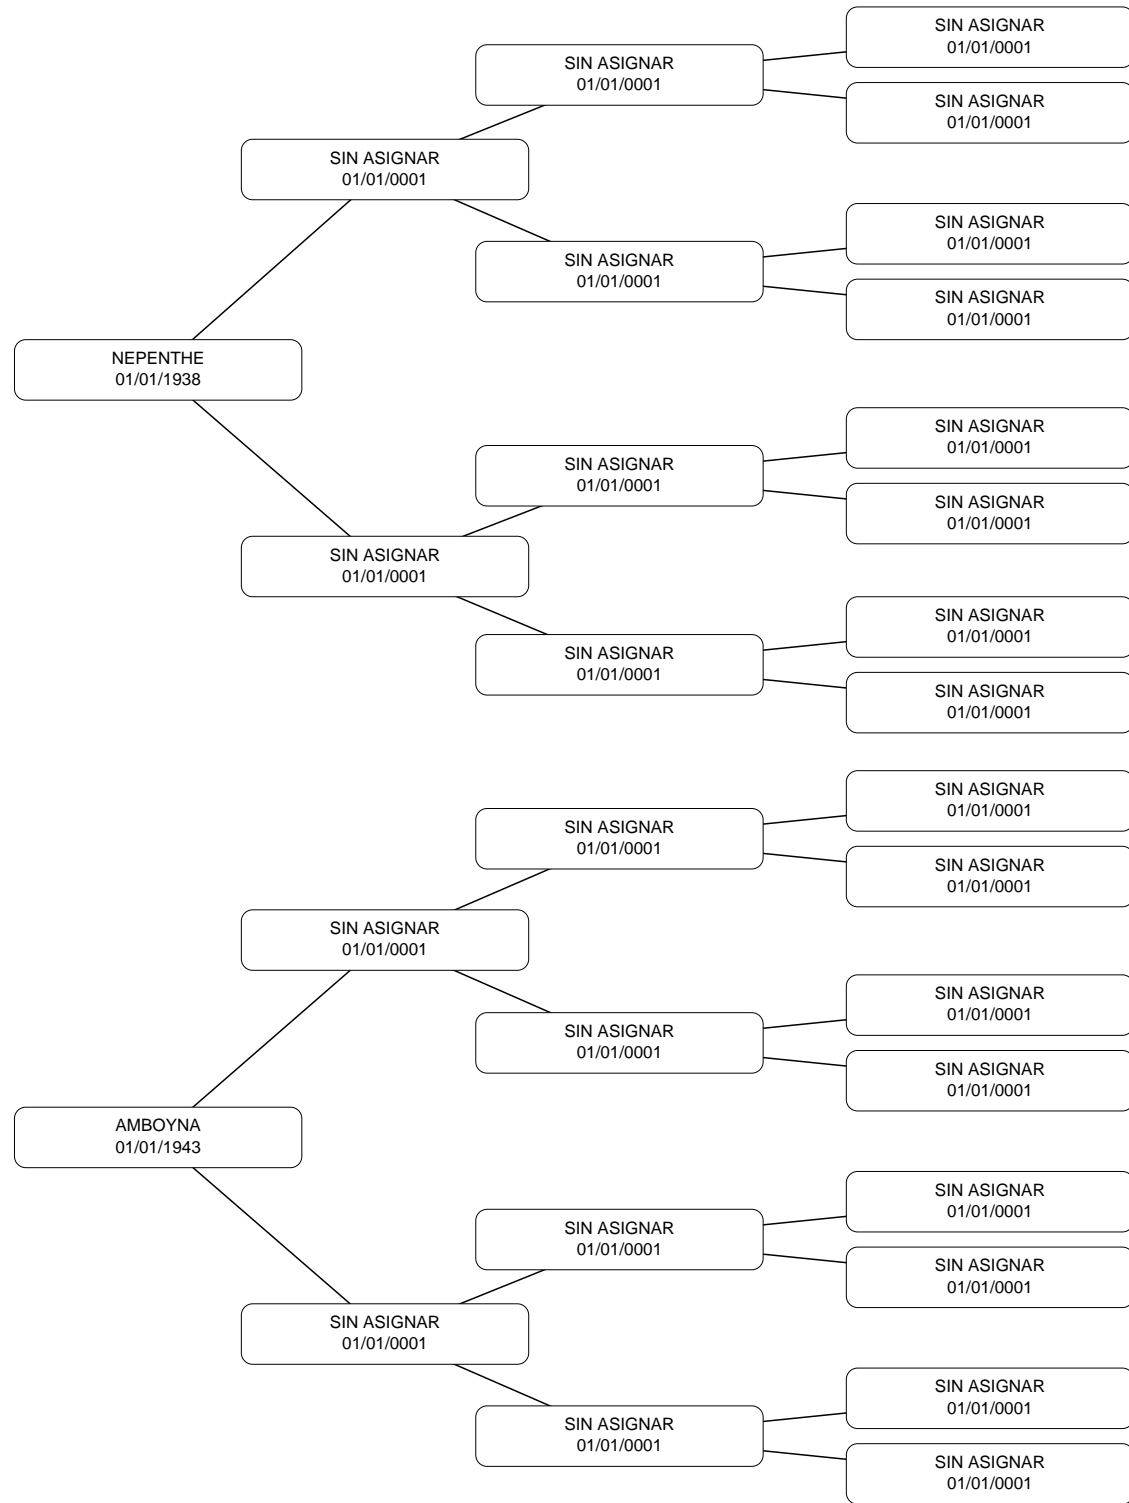 SIN ASIGNAR
01/01/0001
SIN ASIGNAR
01/01/0001
SIN ASIGNAR
01/01/0001
SIN ASIGNAR
01/01/0001
SIN ASIGNAR
01/01/0001
SIN ASIGNAR
01/01/0001
SIN ASIGNAR
01/01/0001
NEPENTHE
01/01/1938
SIN ASIGNAR
01/01/0001
SIN ASIGNAR
01/01/0001
SIN ASIGNAR
01/01/0001
SIN ASIGNAR
01/01/0001
SIN ASIGNAR
01/01/0001
SIN ASIGNAR
01/01/0001
SIN ASIGNAR
01/01/0001
SIN ASIGNAR
01/01/0001
SIN ASIGNAR
01/01/0001
SIN ASIGNAR
01/01/0001
SIN ASIGNAR
01/01/0001
SIN ASIGNAR
01/01/0001
SIN ASIGNAR
01/01/0001
SIN ASIGNAR
01/01/0001
AMBOYNA
01/01/1943
SIN ASIGNAR
01/01/0001
SIN ASIGNAR
01/01/0001
SIN ASIGNAR
01/01/0001
SIN ASIGNAR
01/01/0001
SIN ASIGNAR
01/01/0001
SIN ASIGNAR
01/01/0001
SIN ASIGNAR
01/01/0001